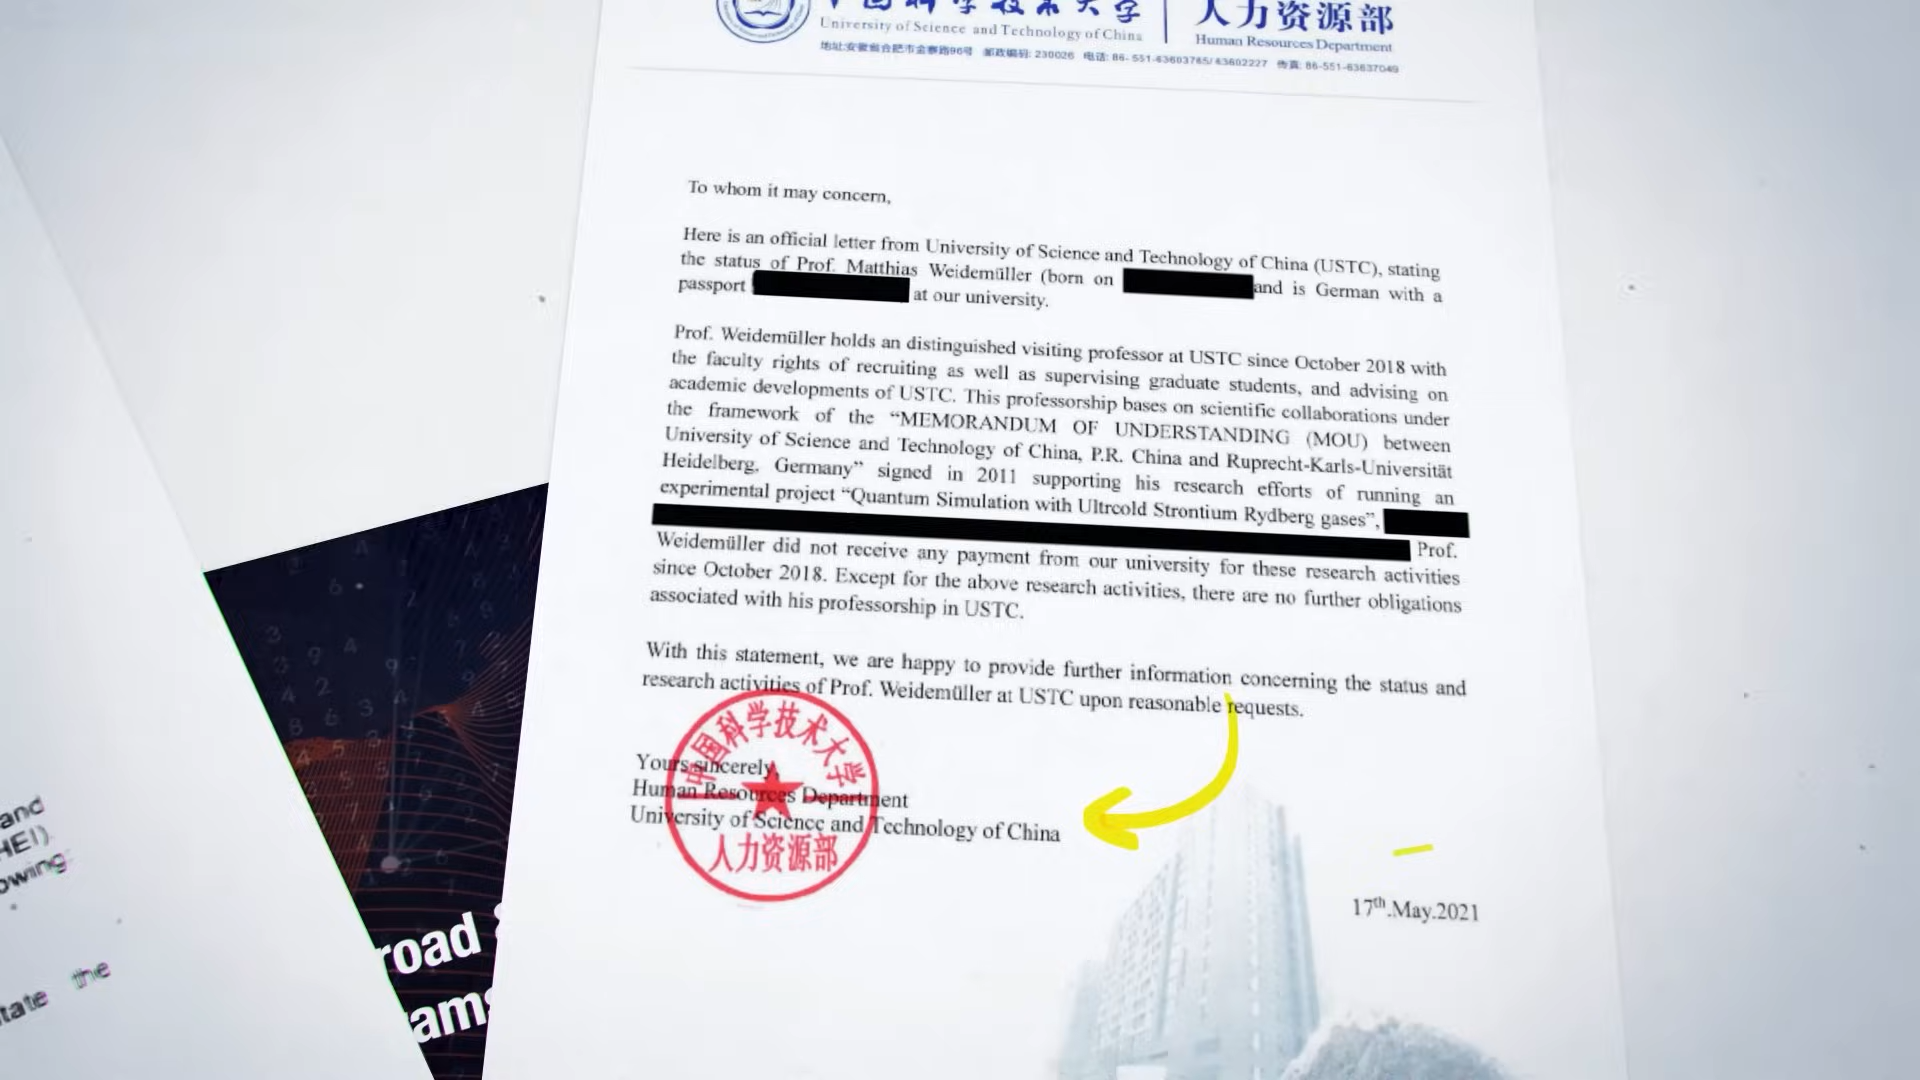 中国科学技术大学
University of Science and Technology of China
人力资源部
Human Resources Department
地址:安徽省合肥市金寨路96号 邮政编码: 230026 电话: 86- 551-63603765/ 63602227 传真: 86-551-63637049
To whom it may concern,
Here is an official letter from University of Science and Technology of China (USTC), stating
the status of Prof. Matthias Weidemüller (born on and is German with a
passport at our university.
Prof. Weidemüller holds an distinguished visiting professor at USTC since October 2018 with
the faculty rights of recruiting as well as supervising graduate students, and advising on
academic developments of USTC. This professorship bases on scientific collaborations under
the framework of the “MEMORANDUM OF UNDERSTANDING (MOU) between
University of Science and Technology of China, P.R. China and Ruprecht-Karls-Universität
Heidelberg, Germany” signed in 2011 supporting his research efforts of running an
experimental project “Quantum Simulation with Ultrcold Strontium Rydberg gases”,
Prof.
Weidemüller did not receive any payment from our university for these research activities
since October 2018. Except for the above research activities, there are no further obligations
associated with his professorship in USTC.
With this statement, we are happy to provide further information concerning the status and
research activities of Prof. Weidemüller at USTC upon reasonable requests.
Yours sincerely,
Human Resources Department
University of Science and Technology of China
中国科学技术大学
人力资源部
17th.May.2021
and
HEI).
owing:
the
tate
road
ams